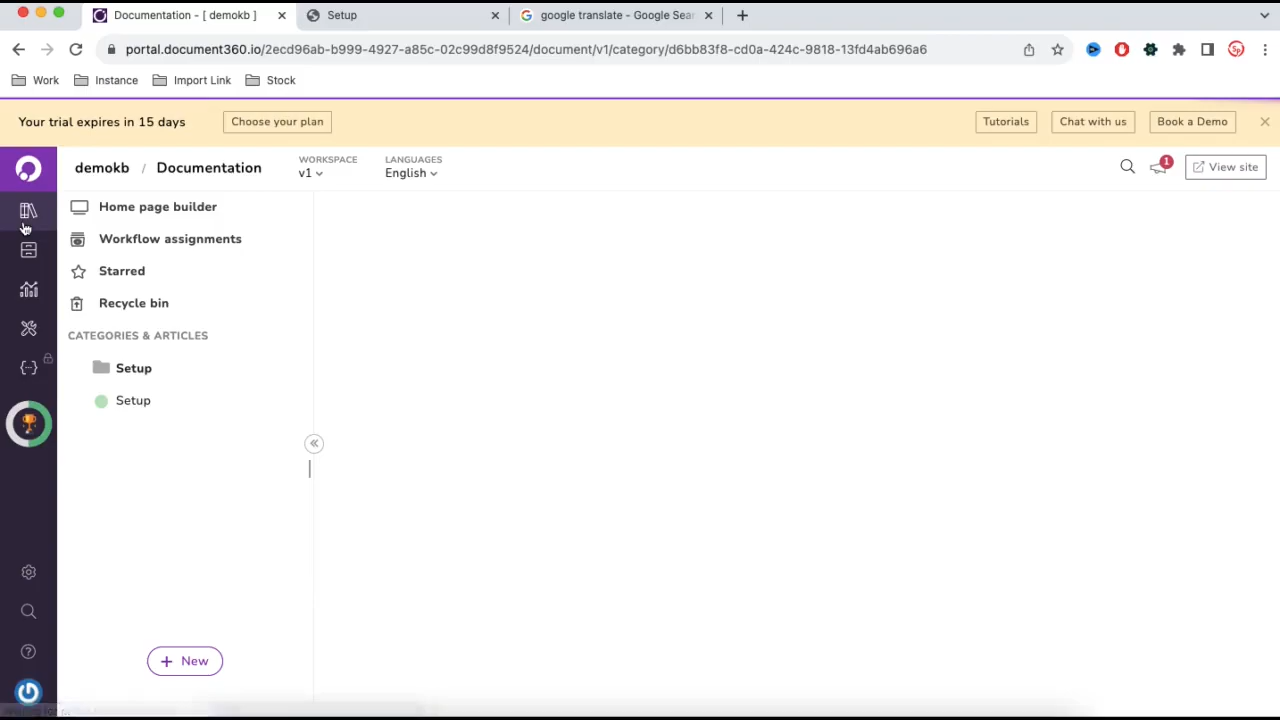 Documentation - [ demokb ]
Setup
google translate - Google Sear
portal.document360.io/2ecd96ab-b999-4927-a85c-02c99d8f9524/document/v1/category/d6bb83f8-cd0a-424c-9818-13fd4ab696a6
Work
Instance
Import Link
Stock
Your trial expires in 15 days
Choose your plan
Tutorials
Chat with us
Book a Demo
demokb / Documentation
WORKSPACE
v1
LANGUAGES
English
1
View site
Home page builder
Workflow assignments
Starred
Recycle bin
CATEGORIES & ARTICLES
Setup
Setup
+ New